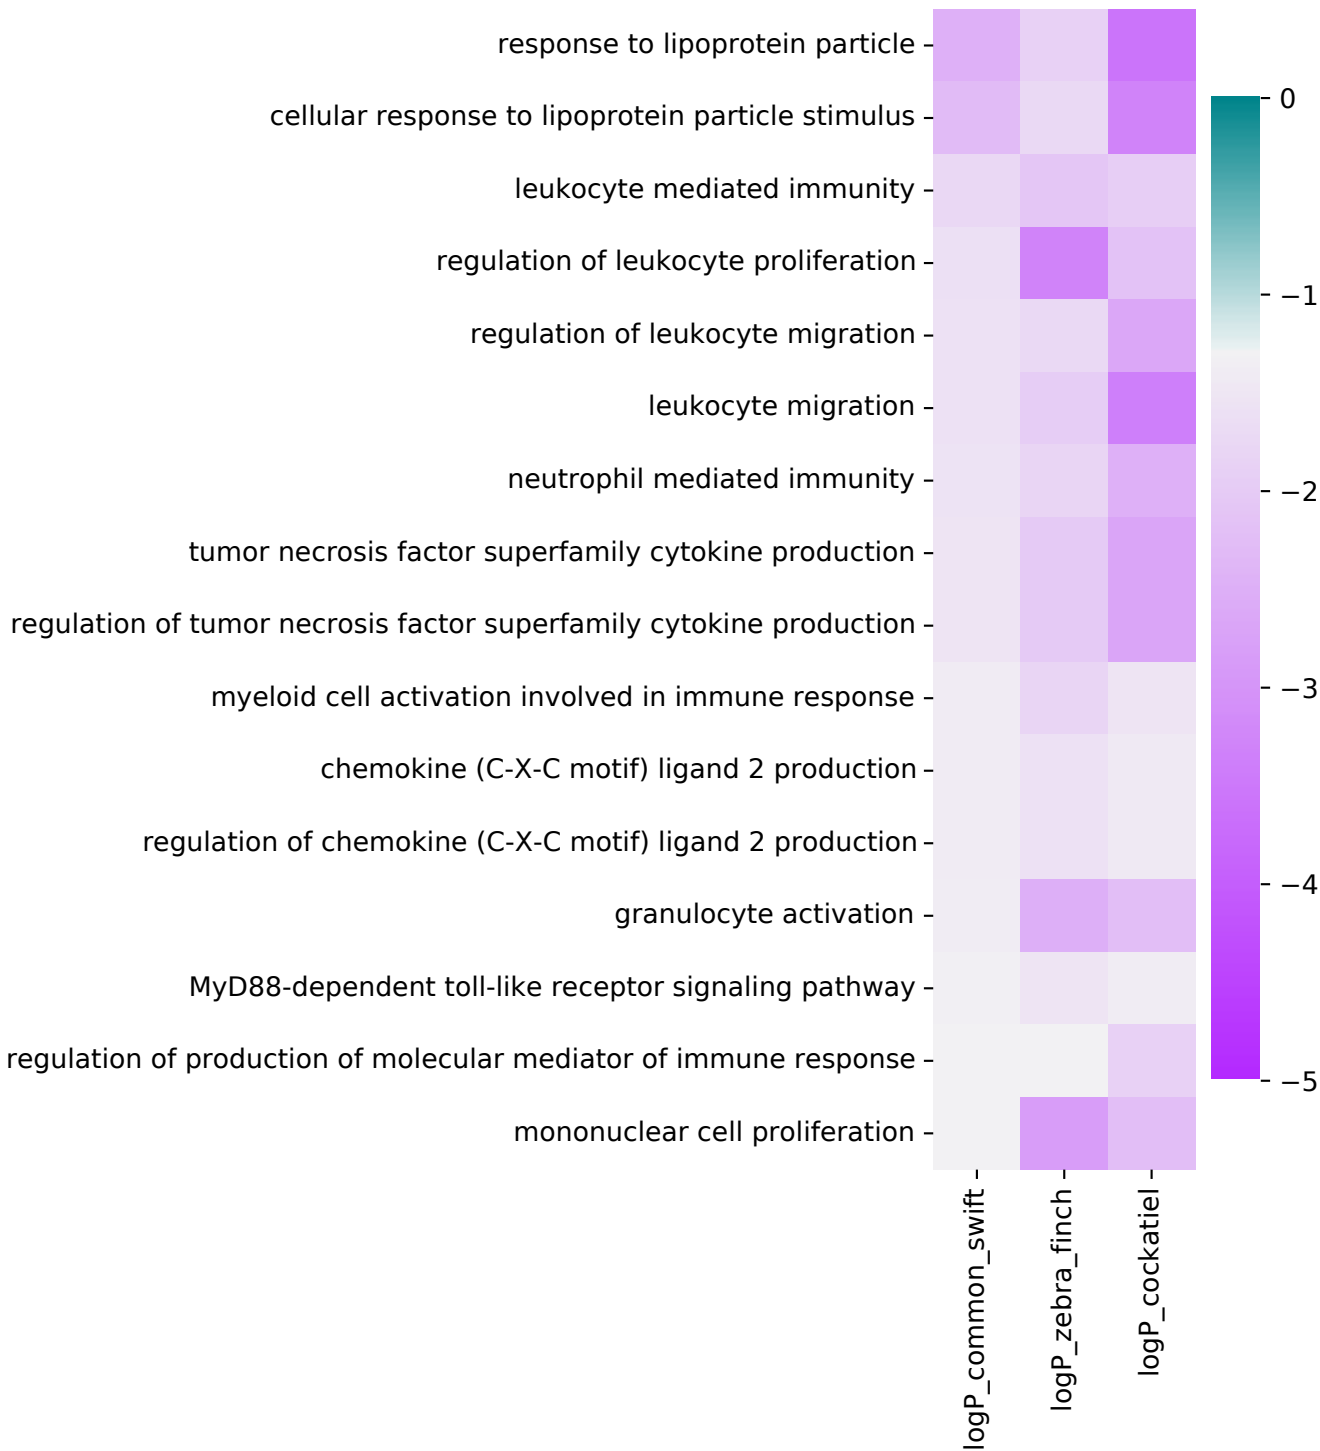 response to lipoprotein particle
cellular response to lipoprotein particle stimulus
leukocyte mediated immunity
regulation of leukocyte proliferation
regulation of leukocyte migration
leukocyte migration
neutrophil mediated immunity
tumor necrosis factor superfamily cytokine production
regulation of tumor necrosis factor superfamily cytokine production
myeloid cell activation involved in immune response
chemokine (C-X-C motif) ligand 2 production
regulation of chemokine (C-X-C motif) ligand 2 production
granulocyte activation
MyD88-dependent toll-like receptor signaling pathway
regulation of production of molecular mediator of immune response
mononuclear cell proliferation
logP_common_swift
logP_zebra_finch
logP_cockatiel
0
−1
−2
−3
−4
−5